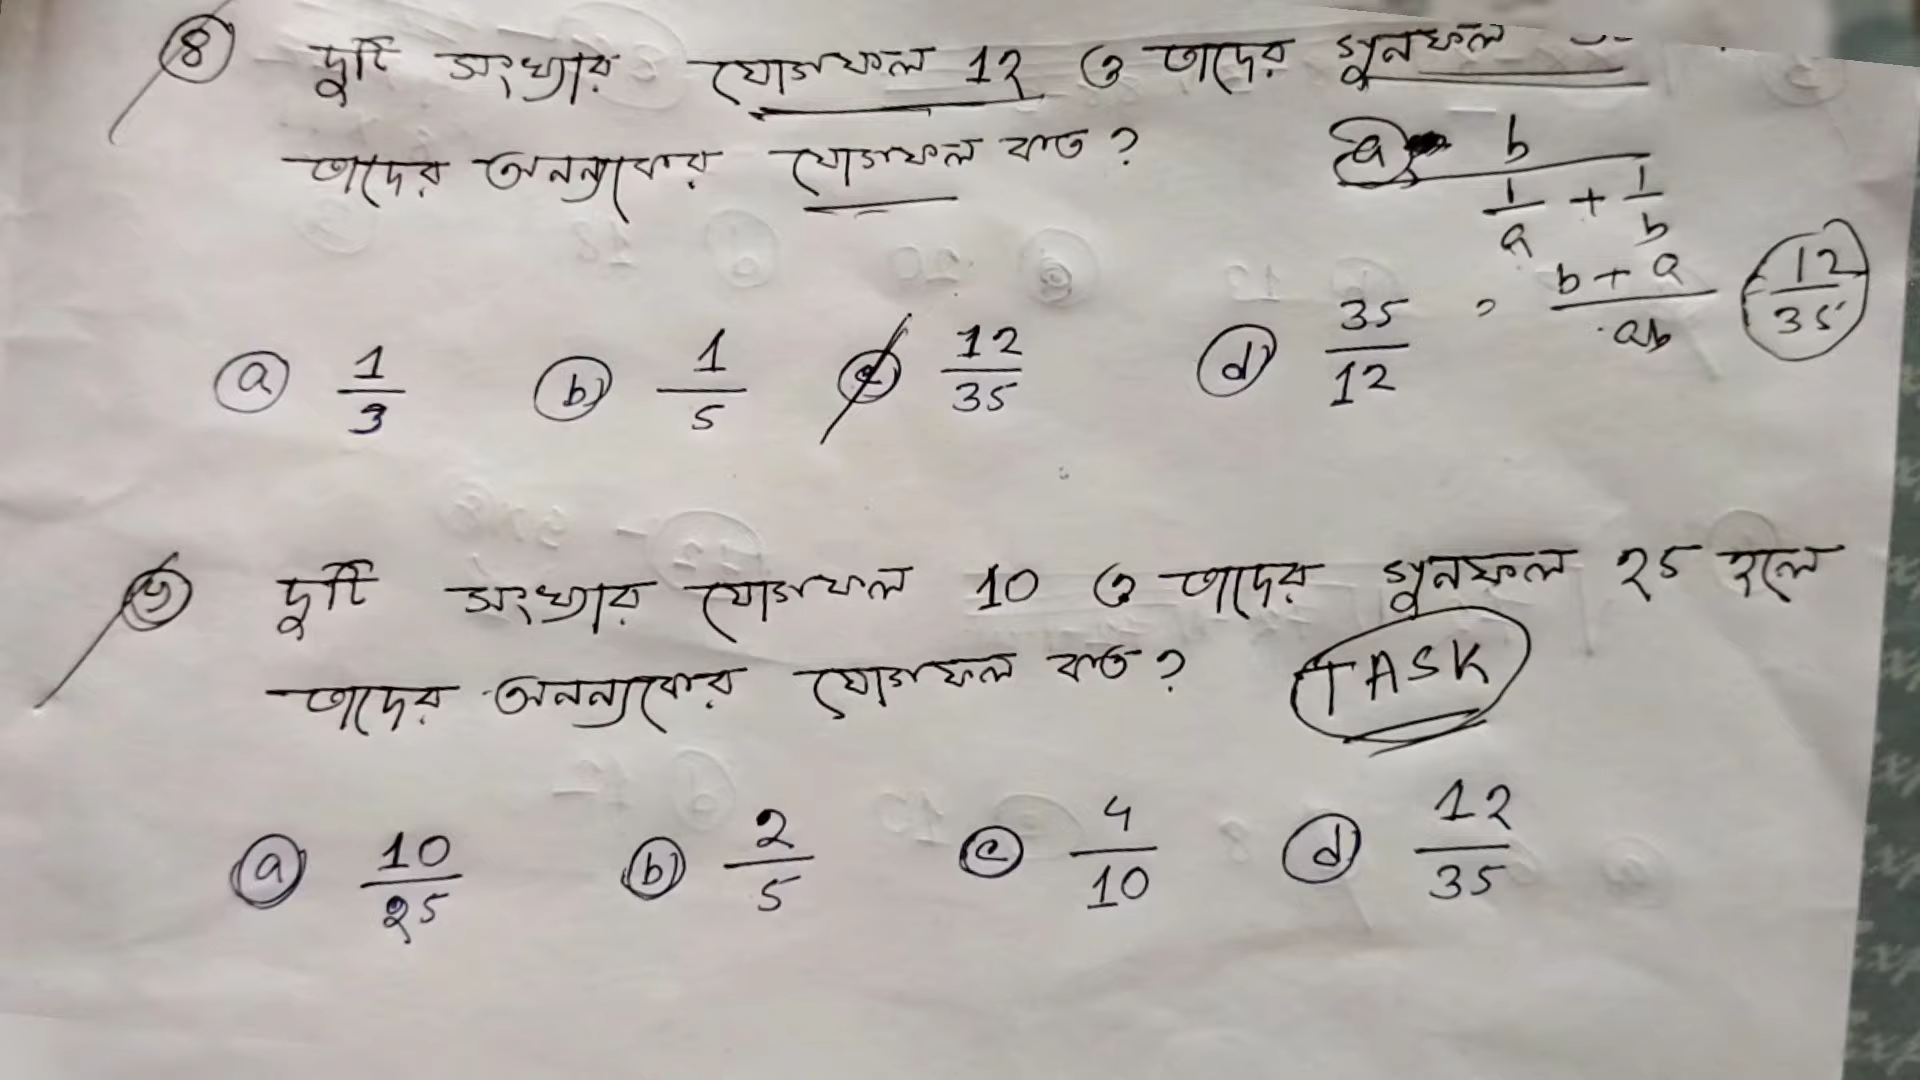 ৪ দুটি সংখ্যার যোগফল 12 ও তাদের গুনফল
তাদের অনন্যকের যোগফল কত?
a b
1/a + 1/b
= b + a / ab 12/35
a 1/3 b 1/5 c 12/35 d 35/12
৩ দুটি সংখ্যার যোগফল 10 ও তাদের গুনফল 25 হলে
তাদের অনন্যকের যোগফল কত? TASK
a 10/25 b 2/5 c 4/10 d 12/35